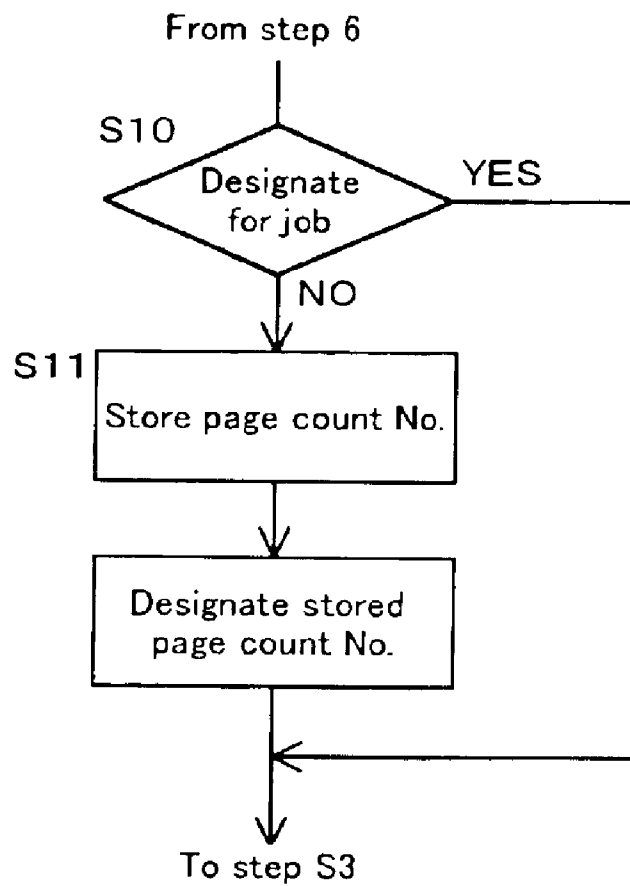 From step 6
S10
Designate
for job
YES
NO
S11
Store page count No.
Designate stored
page count No.
To step S3